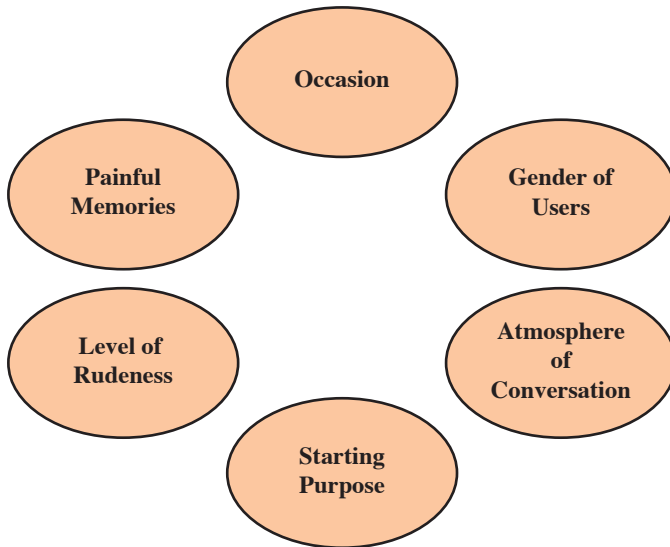 Occasion
Painful
Memories
Gender of
Users
Level of
Rudeness
Atmosphere
of
Conversation
Starting
Purpose